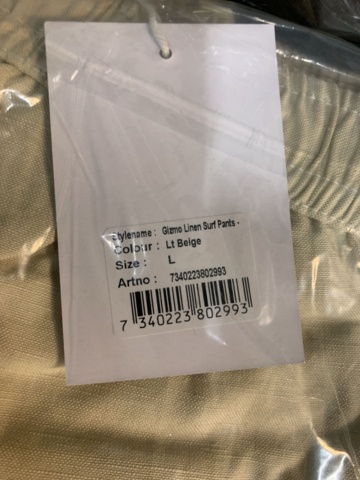 Stylename : Gizmo Linen Surf Pants -
Colour : Lt Beige
Size : L
Artno : 7340223802993
7 340223 802993